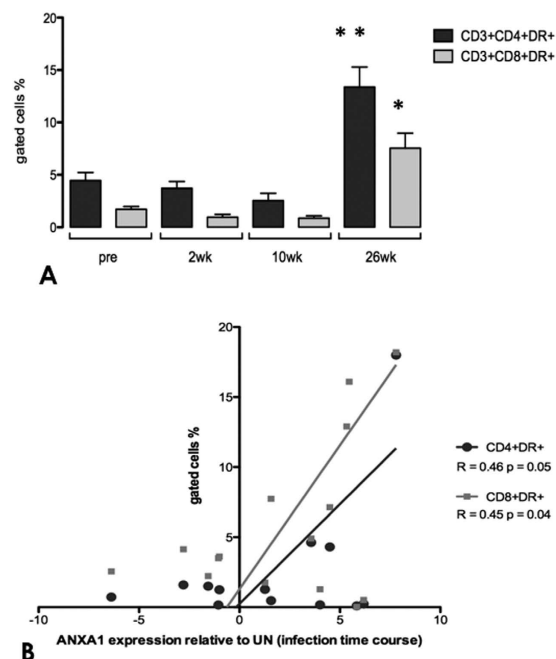 20
15
10
5
0
gated cells %
* *
*
CD3+CD4+DR+
CD3+CD8+DR+
pre
2wk
10wk
26wk
A
20
15
10
5
gated cells %
-10
-5
0
5
10
ANXA1 expression relative to UN (infection time course)
CD4+DR+
R = 0.46 p = 0.05
CD8+DR+
R = 0.45 p = 0.04
B